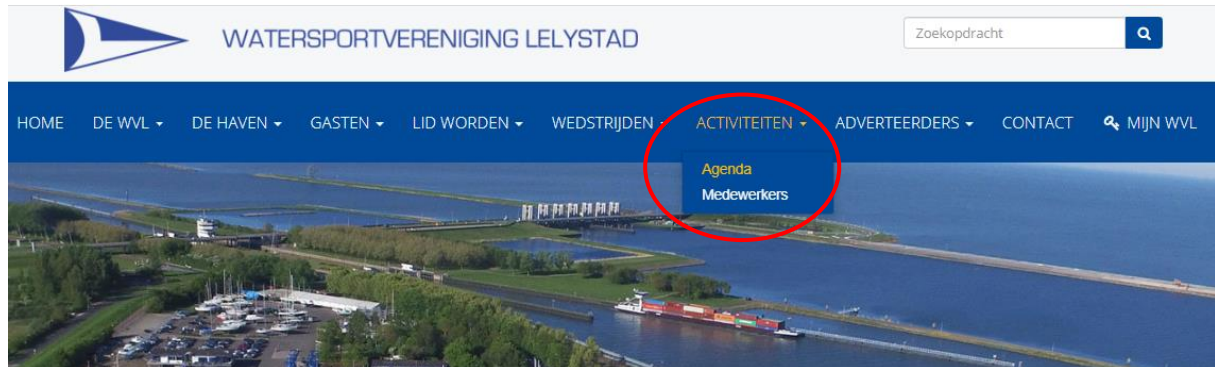 WATERSPORTVERENIGING LELYSTAD
Zoekopdracht
HOME DE WVL DE HAVEN GASTEN LID WORDEN WEDSTRIJDEN ACTIVITEITEN ADVERTEERDERS CONTACT MIJN WVL
Agenda
Medewerkers